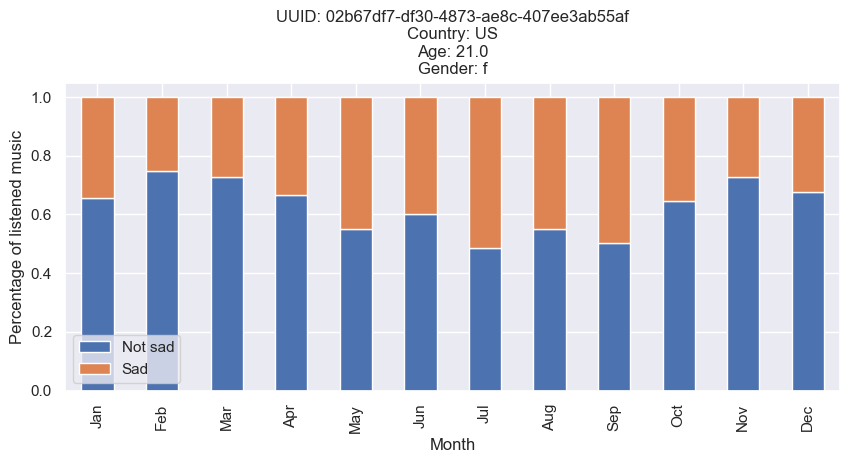 UUID: 02b67df7-df30-4873-ae8c-407ee3ab55af
Country: US
Age: 21.0
Gender: f
Percentage of listened music
1.0
0.8
0.6
0.4
0.2
0.0
Not sad
Sad
Jan
Feb
Mar
Apr
May
Jun
Jul
Aug
Sep
Oct
Nov
Dec
Month